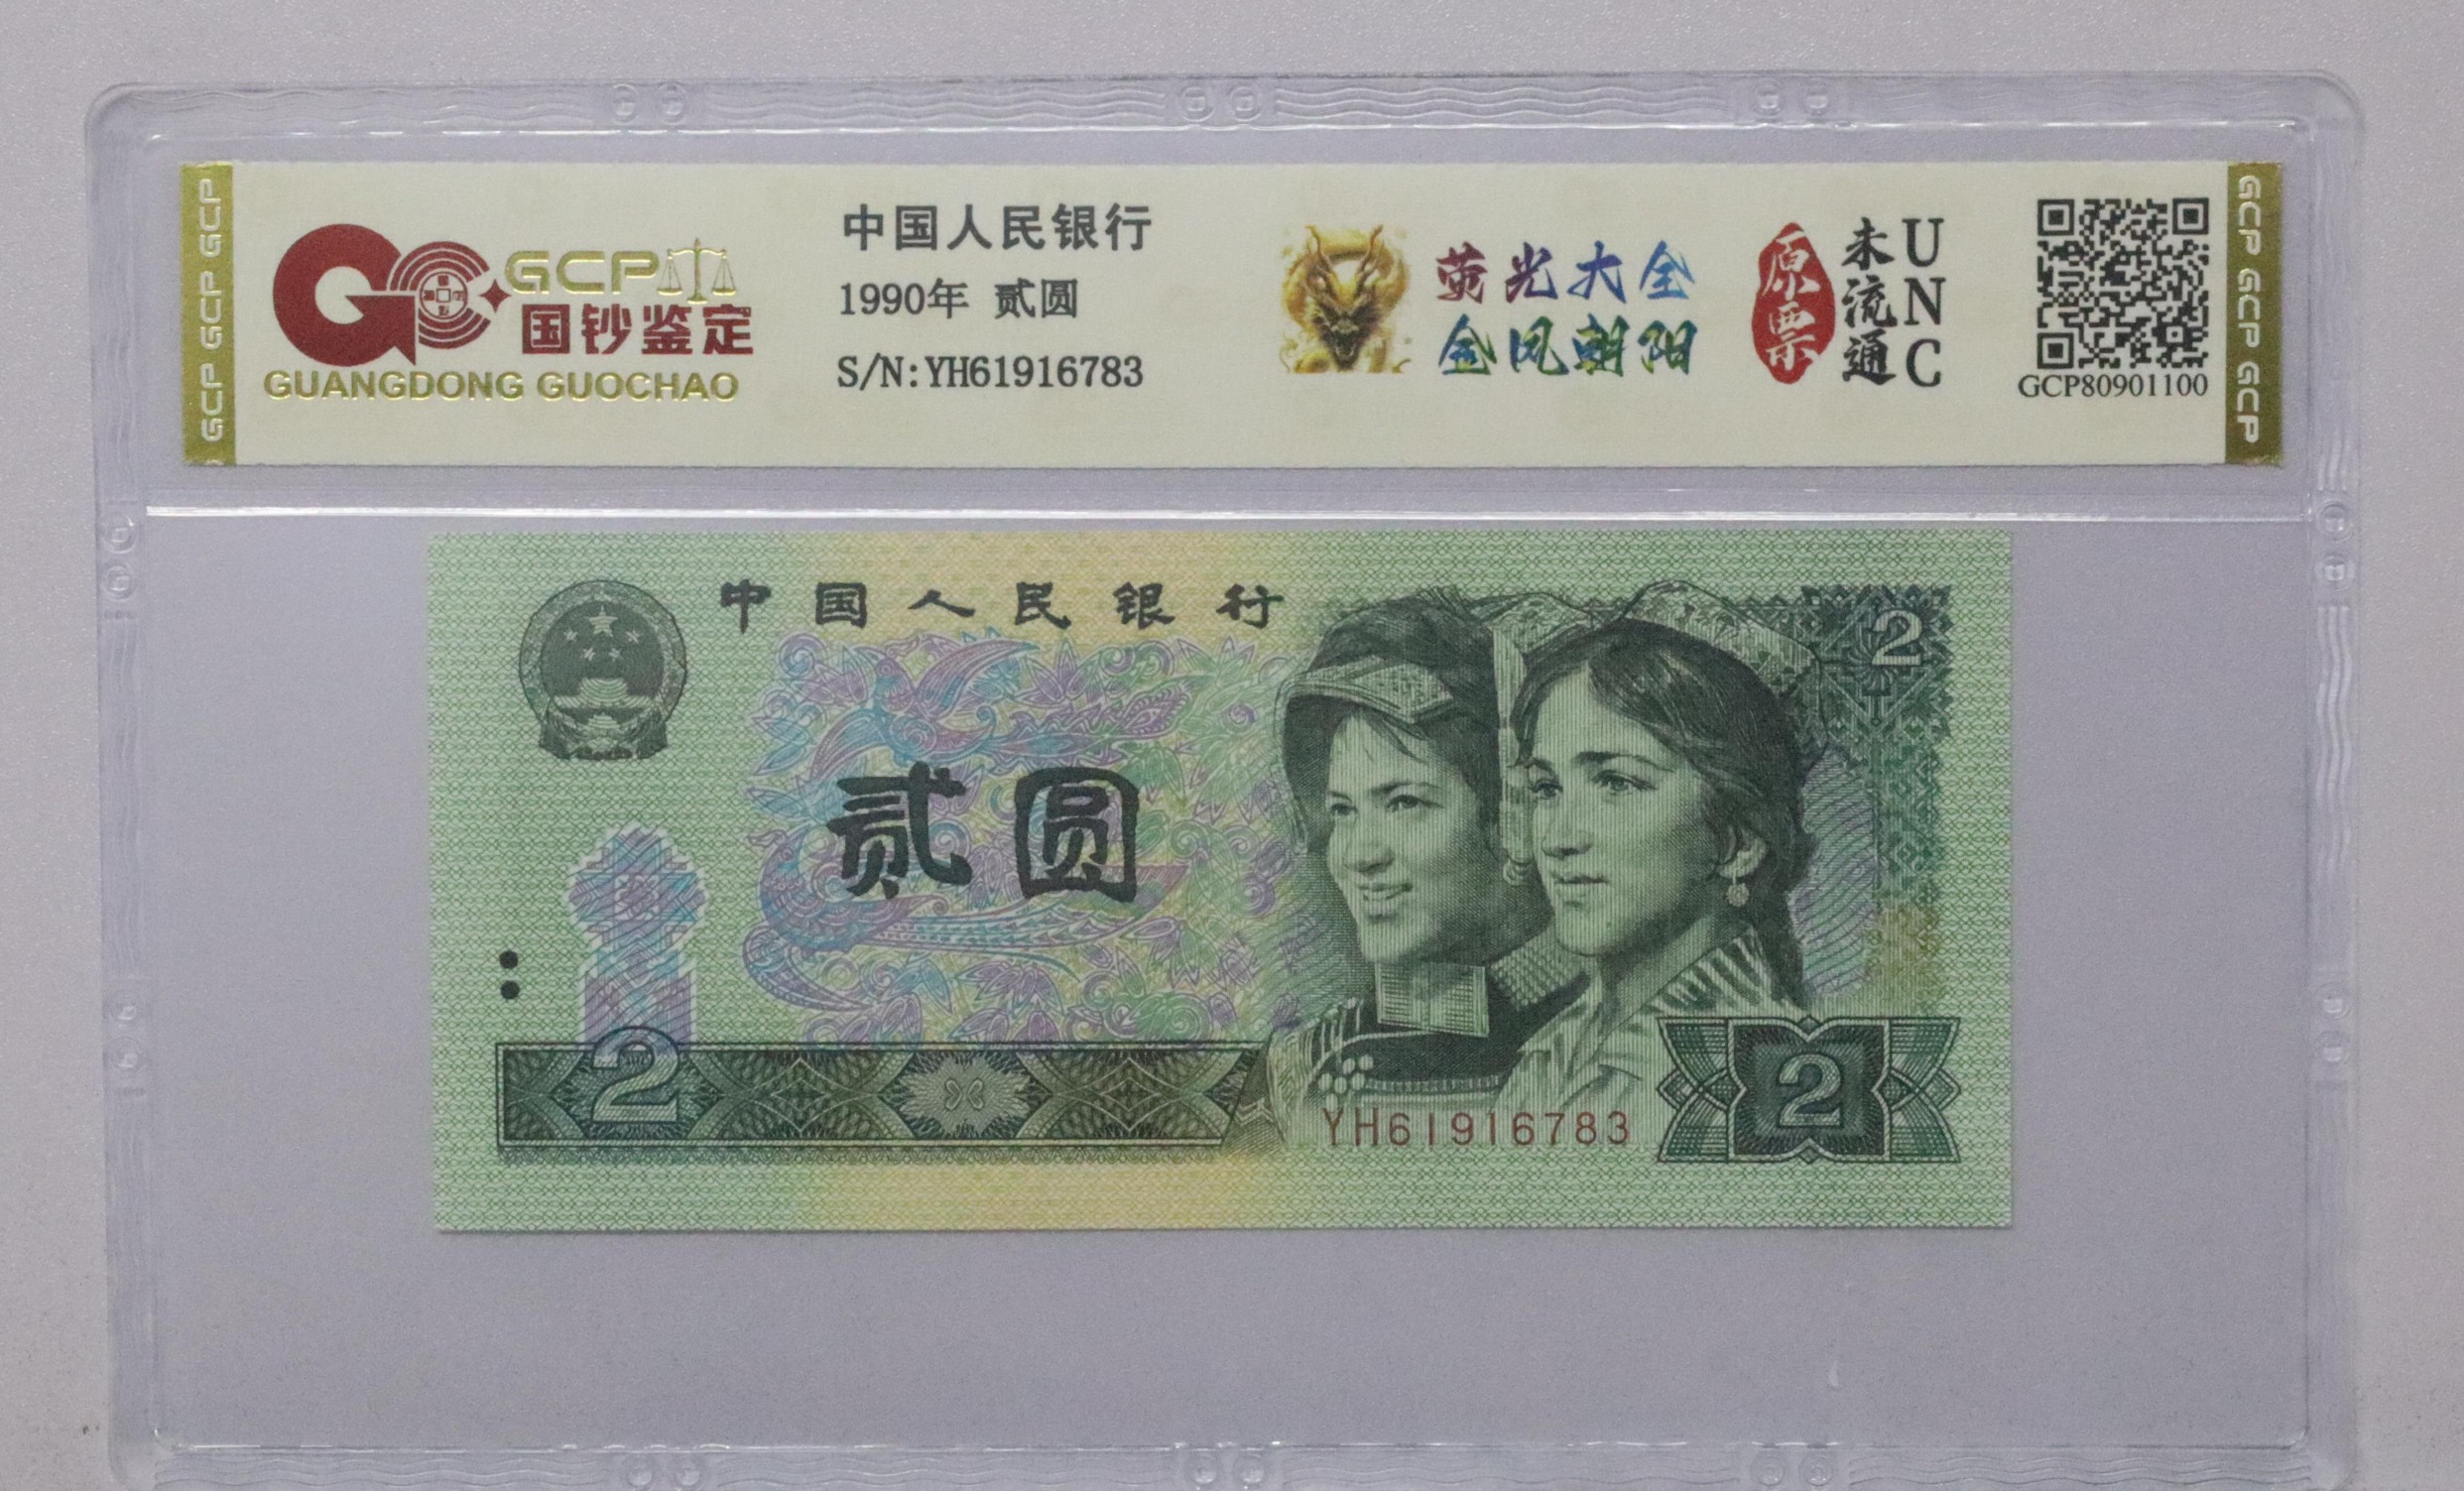 GCP GCP GCP
GCP
国钞鉴定
GUANGDONG GUOCHAO
中国人民银行
1990年 贰圆
S/N:YH61916783
荧光大全
金凤朝阳
原票
未流通
UNC
GCP80901100
GCP GCP GCP
中国人民银行
2
贰圆
2
YH61916783
2